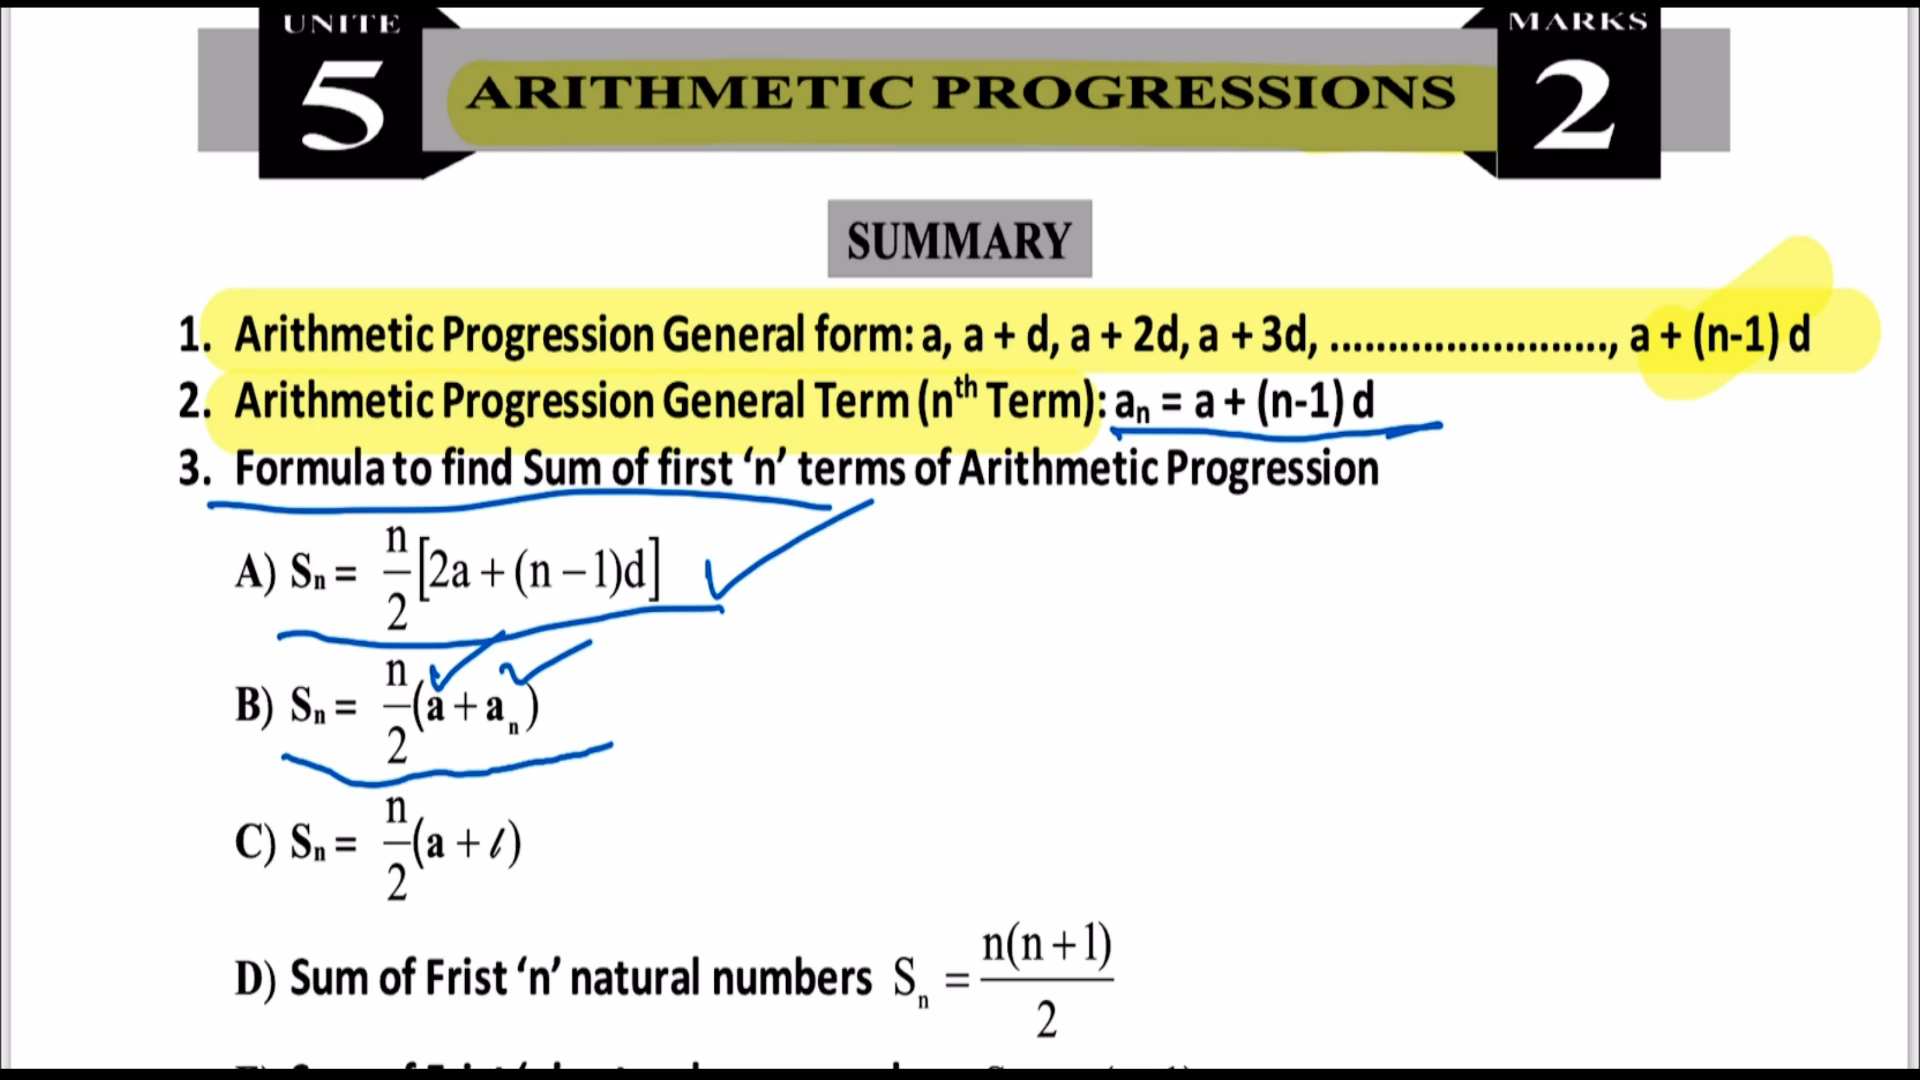 UNITE
5
ARITHMETIC PROGRESSIONS
MARKS
2
SUMMARY
1. Arithmetic Progression General form: a, a + d, a + 2d, a + 3d, ........................, a + (n-1) d
2. Arithmetic Progression General Term (nth Term): an = a + (n-1) d
3. Formula to find Sum of first ‘n’ terms of Arithmetic Progression
A) Sn = n/2 [2a + (n – 1)d]
B) Sn = n/2 (a + an)
C) Sn = n/2 (a + l)
D) Sum of Frist ‘n’ natural numbers Sn = n(n + 1)/2